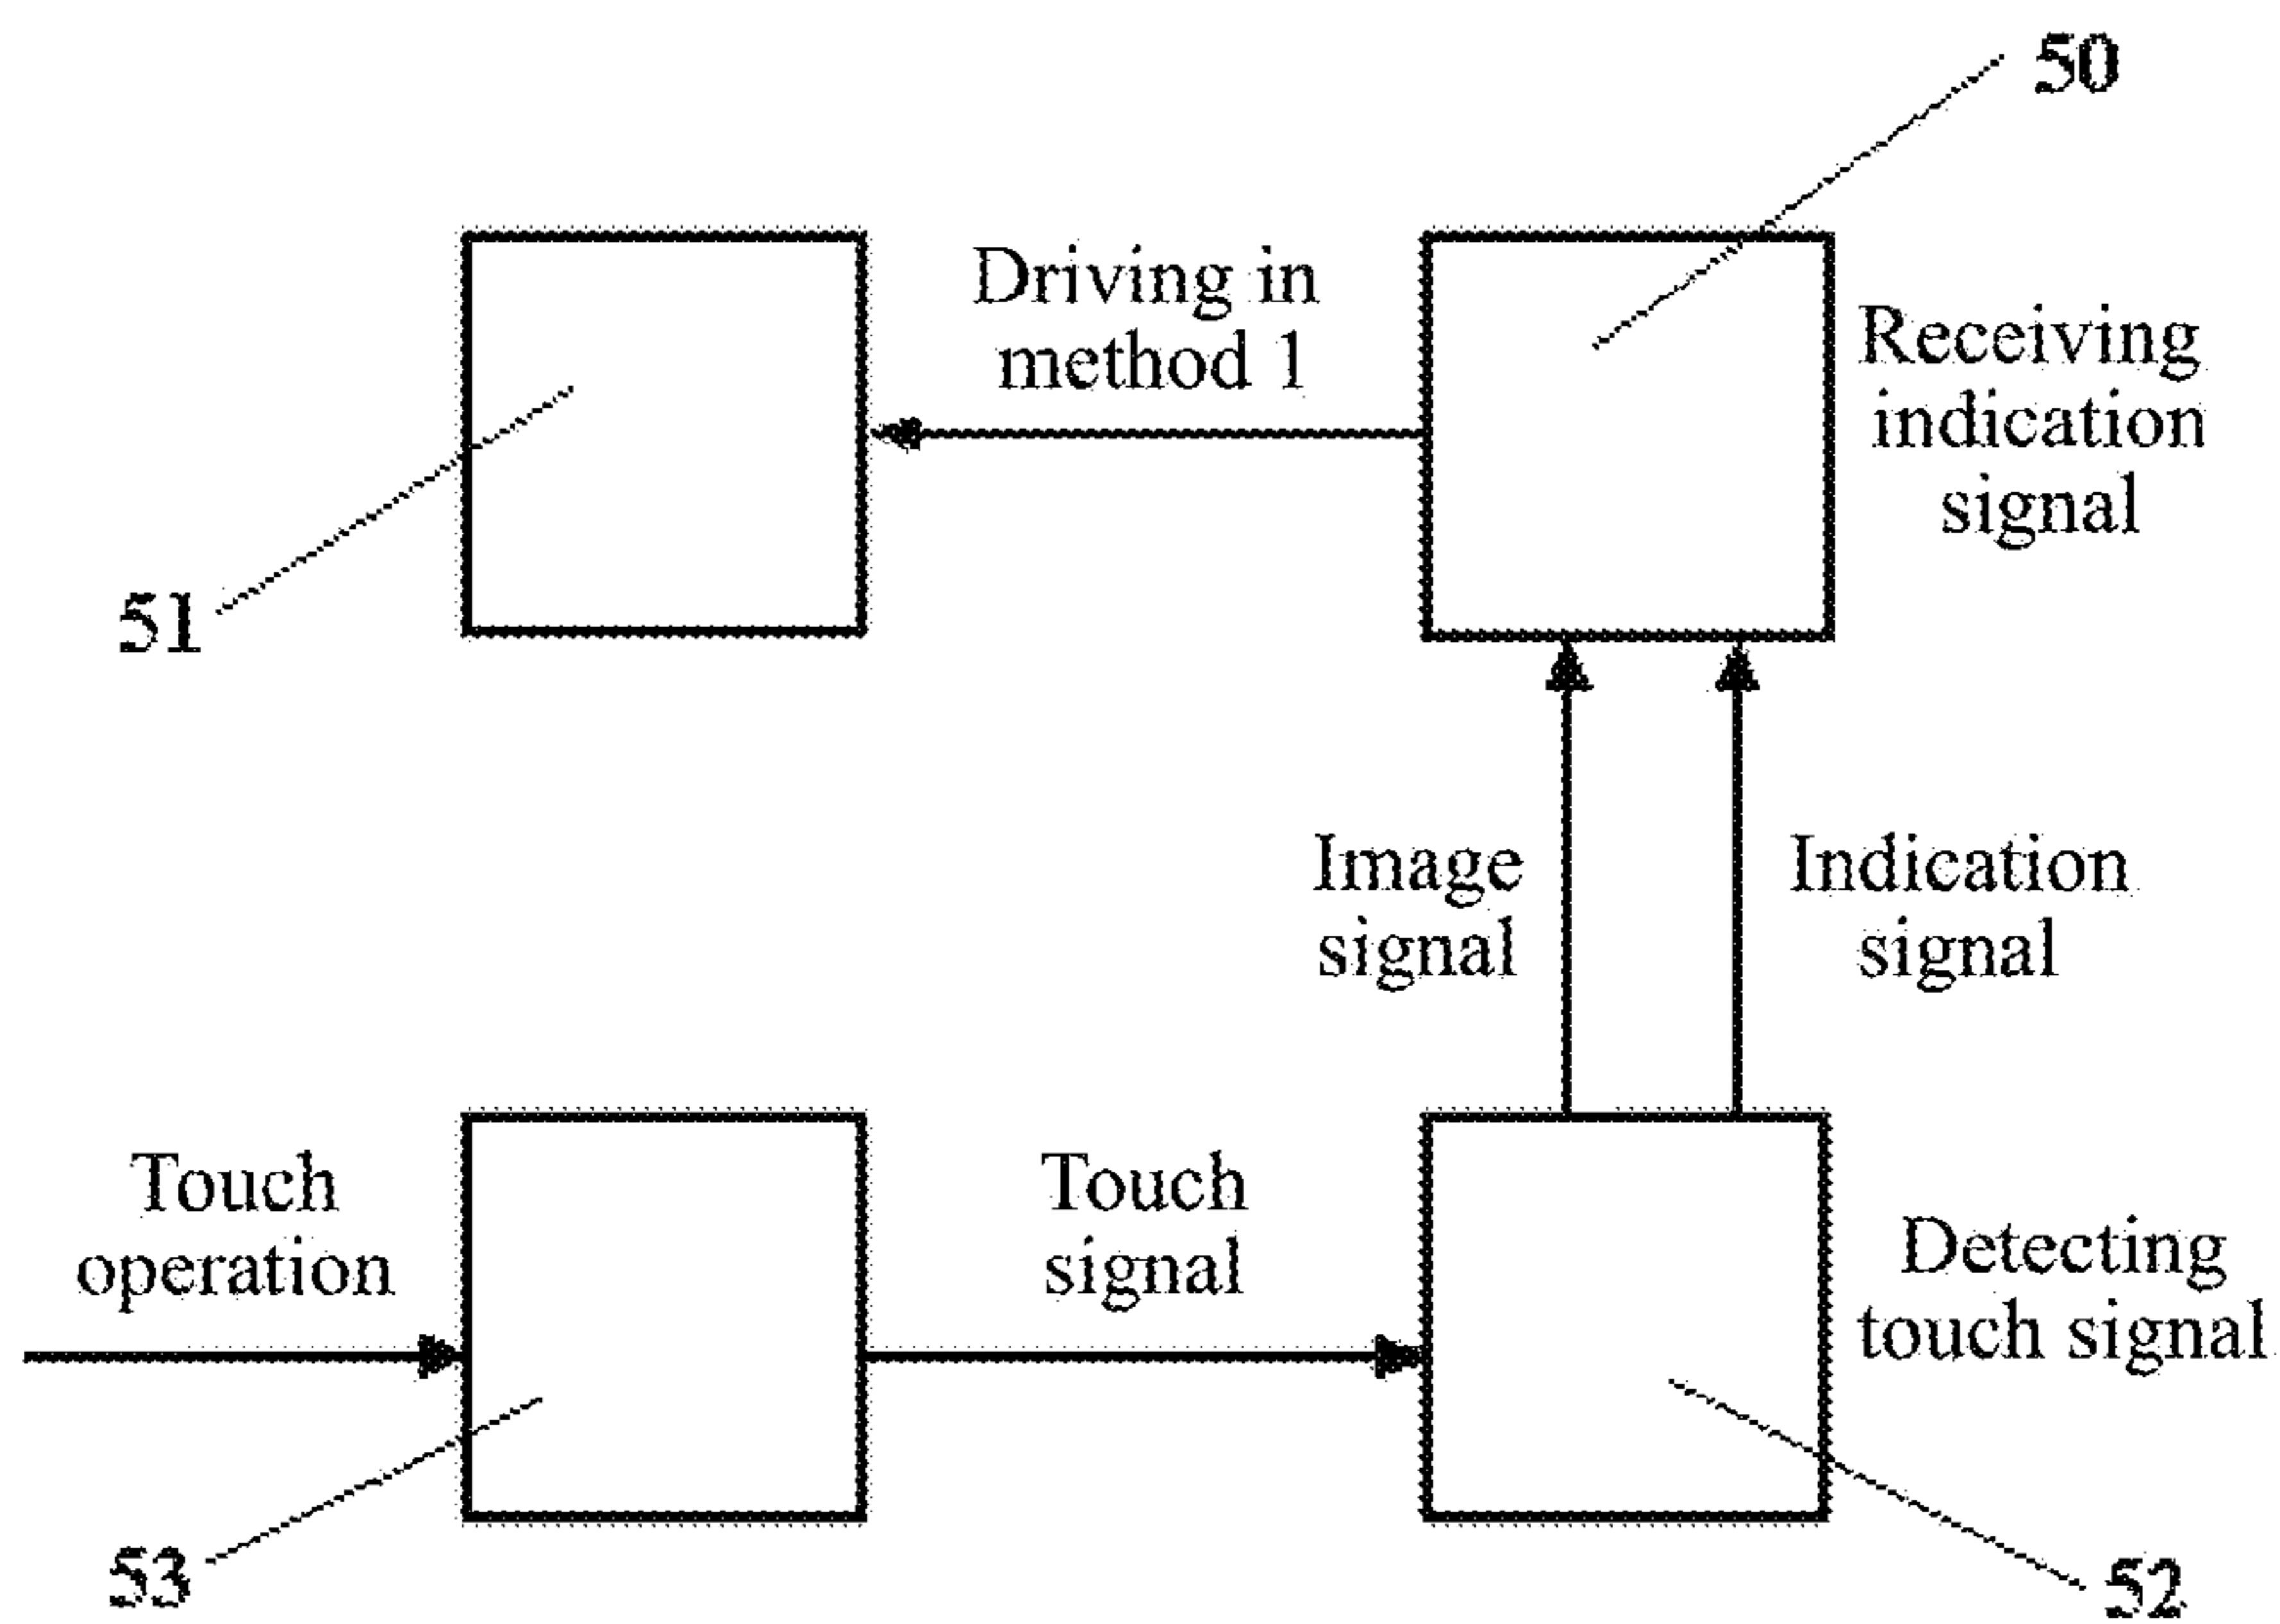 50
Driving in
method 1
Receiving
indication
signal
51
Image
signal
Indication
signal
Touch
operation
Touch
signal
Detecting
touch signal
53
52